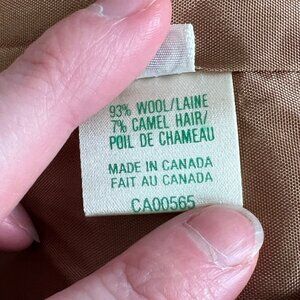 93% WOOL/LAINE
7% CAMEL HAIR/
POIL DE CHAMEAU
MADE IN CANADA
FAIT AU CANADA
CA00565